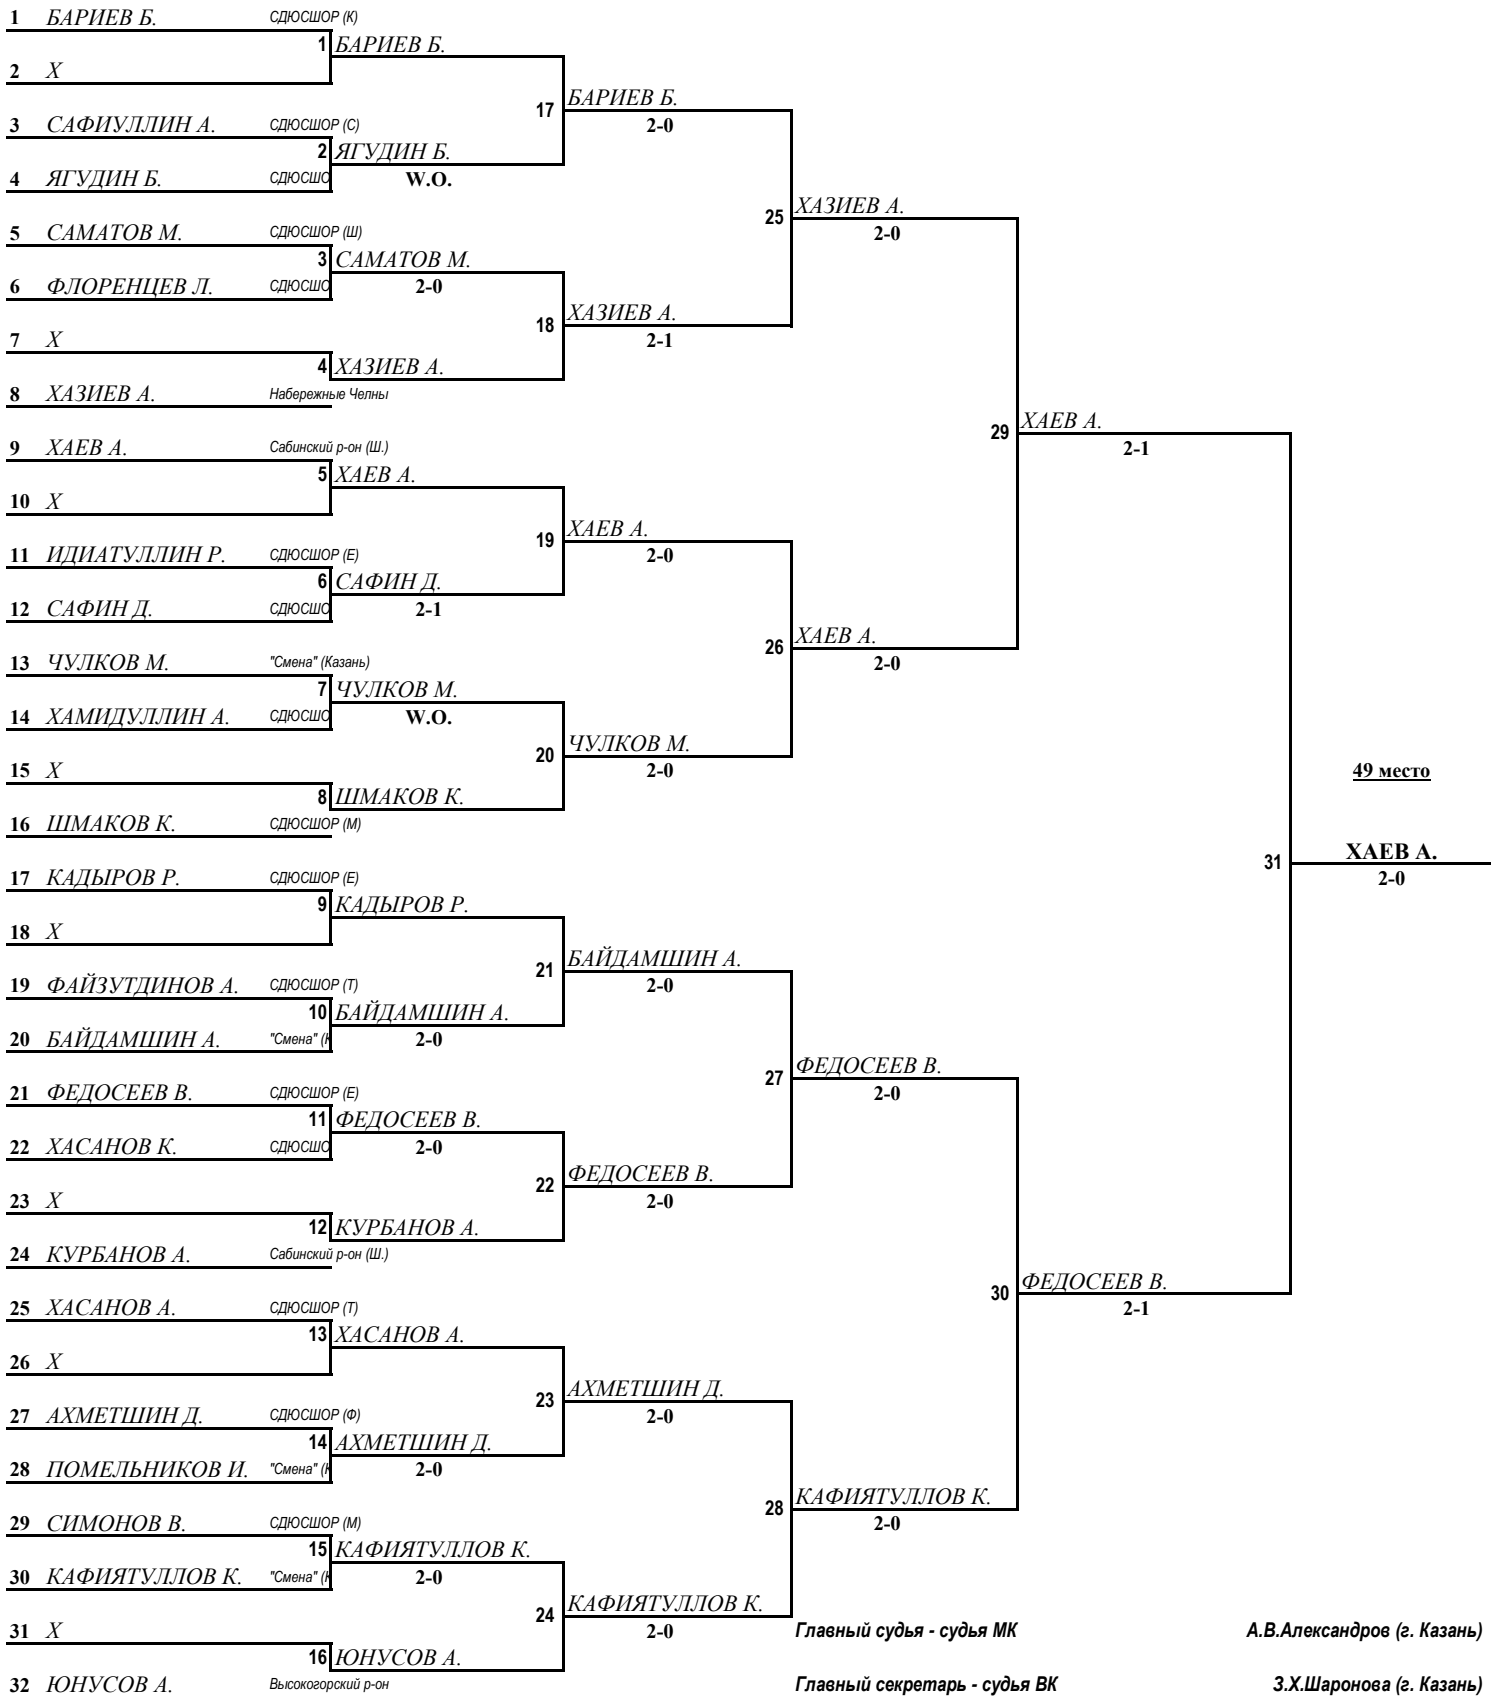 1 БАРИЕВ Б. СДЮСШОР (К)
1 БАРИЕВ Б.
2 X
БАРИЕВ Б.
17
2-0
3 САФИУЛЛИН А. СДЮСШОР (С)
2 ЯГУДИН Б.
4 ЯГУДИН Б. СДЮСШО W.O.
ХАЗИЕВ А.
25
2-0
5 САМАТОВ М. СДЮСШОР (Ш)
3 САМАТОВ М.
6 ФЛОРЕНЦЕВ Л. СДЮСШО 2-0
ХАЗИЕВ А.
18
2-1
7 X
4 ХАЗИЕВ А.
8 ХАЗИЕВ А. Набережные Челны
ХАЕВ А.
29
2-1
9 ХАЕВ А. Сабинский р-он (Ш.)
5 ХАЕВ А.
10 X
ХАЕВ А.
19
2-0
11 ИДИАТУЛЛИН Р. СДЮСШОР (Е)
6 САФИН Д.
12 САФИН Д. СДЮСШО 2-1
ХАЕВ А.
26
2-0
13 ЧУЛКОВ М. "Смена" (Казань)
7 ЧУЛКОВ М.
14 ХАМИДУЛЛИН А. СДЮСШО W.O.
ЧУЛКОВ М.
20
2-0
15 X
49 место
8 ШМАКОВ К.
16 ШМАКОВ К. СДЮСШОР (М)
ХАЕВ А.
31
2-0
17 КАДЫРОВ Р. СДЮСШОР (Е)
9 КАДЫРОВ Р.
18 X
БАЙДАМШИН А.
21
2-0
19 ФАЙЗУТДИНОВ А. СДЮСШОР (Т)
10 БАЙДАМШИН А.
20 БАЙДАМШИН А. "Смена" (К 2-0
ФЕДОСЕЕВ В.
27
2-0
21 ФЕДОСЕЕВ В. СДЮСШОР (Е)
11 ФЕДОСЕЕВ В.
22 ХАСАНОВ К. СДЮСШО 2-0
ФЕДОСЕЕВ В.
22
2-0
23 X
12 КУРБАНОВ А.
24 КУРБАНОВ А. Сабинский р-он (Ш.)
ФЕДОСЕЕВ В.
30
2-1
25 ХАСАНОВ А. СДЮСШОР (Т)
13 ХАСАНОВ А.
26 X
АХМЕТШИН Д.
23
2-0
27 АХМЕТШИН Д. СДЮСШОР (Ф)
14 АХМЕТШИН Д.
28 ПОМЕЛЬНИКОВ И. "Смена" (К 2-0
КАФИЯТУЛЛОВ К.
28
2-0
29 СИМОНОВ В. СДЮСШОР (М)
15 КАФИЯТУЛЛОВ К.
30 КАФИЯТУЛЛОВ К. "Смена" (К 2-0
КАФИЯТУЛЛОВ К.
24
2-0
31 X
Главный судья - судья МК А.В.Александров (г. Казань)
16 ЮНУСОВ А.
32 ЮНУСОВ А. Высокогорский р-он
Главный секретарь - судья ВК З.Х.Шаронова (г. Казань)